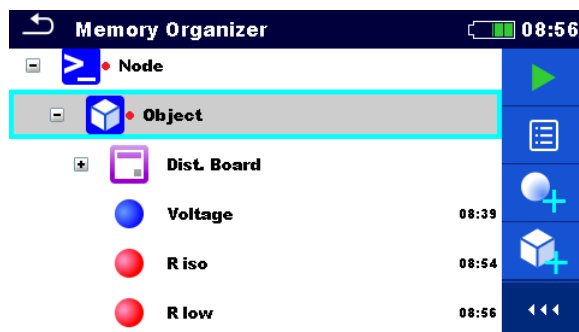 Memory Organizer 08:56
Node
Object
Dist. Board
Voltage 08:39
R iso 08:54
R low 08:56